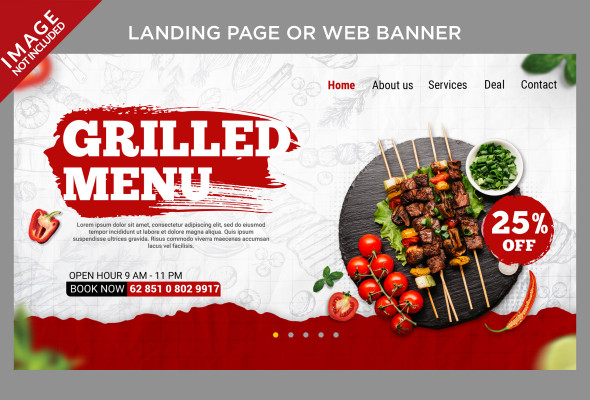 IMAGE
NOT INCLUDED
LANDING PAGE OR WEB BANNER
Home About us Services Deal Contact
GRILLED
MENU
Lorem ipsum dolor sit amet, consectetur adipiscing elit, sed do eiusmod
tempor incididunt ut labore et dolore magna aliqua. Quis ipsum
suspendisse ultrices gravida.
Risus commodo viverra maecenas accumsan lacus
vel facilisis.
25%
OFF
OPEN HOUR 9 AM - 11 PM
BOOK NOW 62 851 0 802 9917